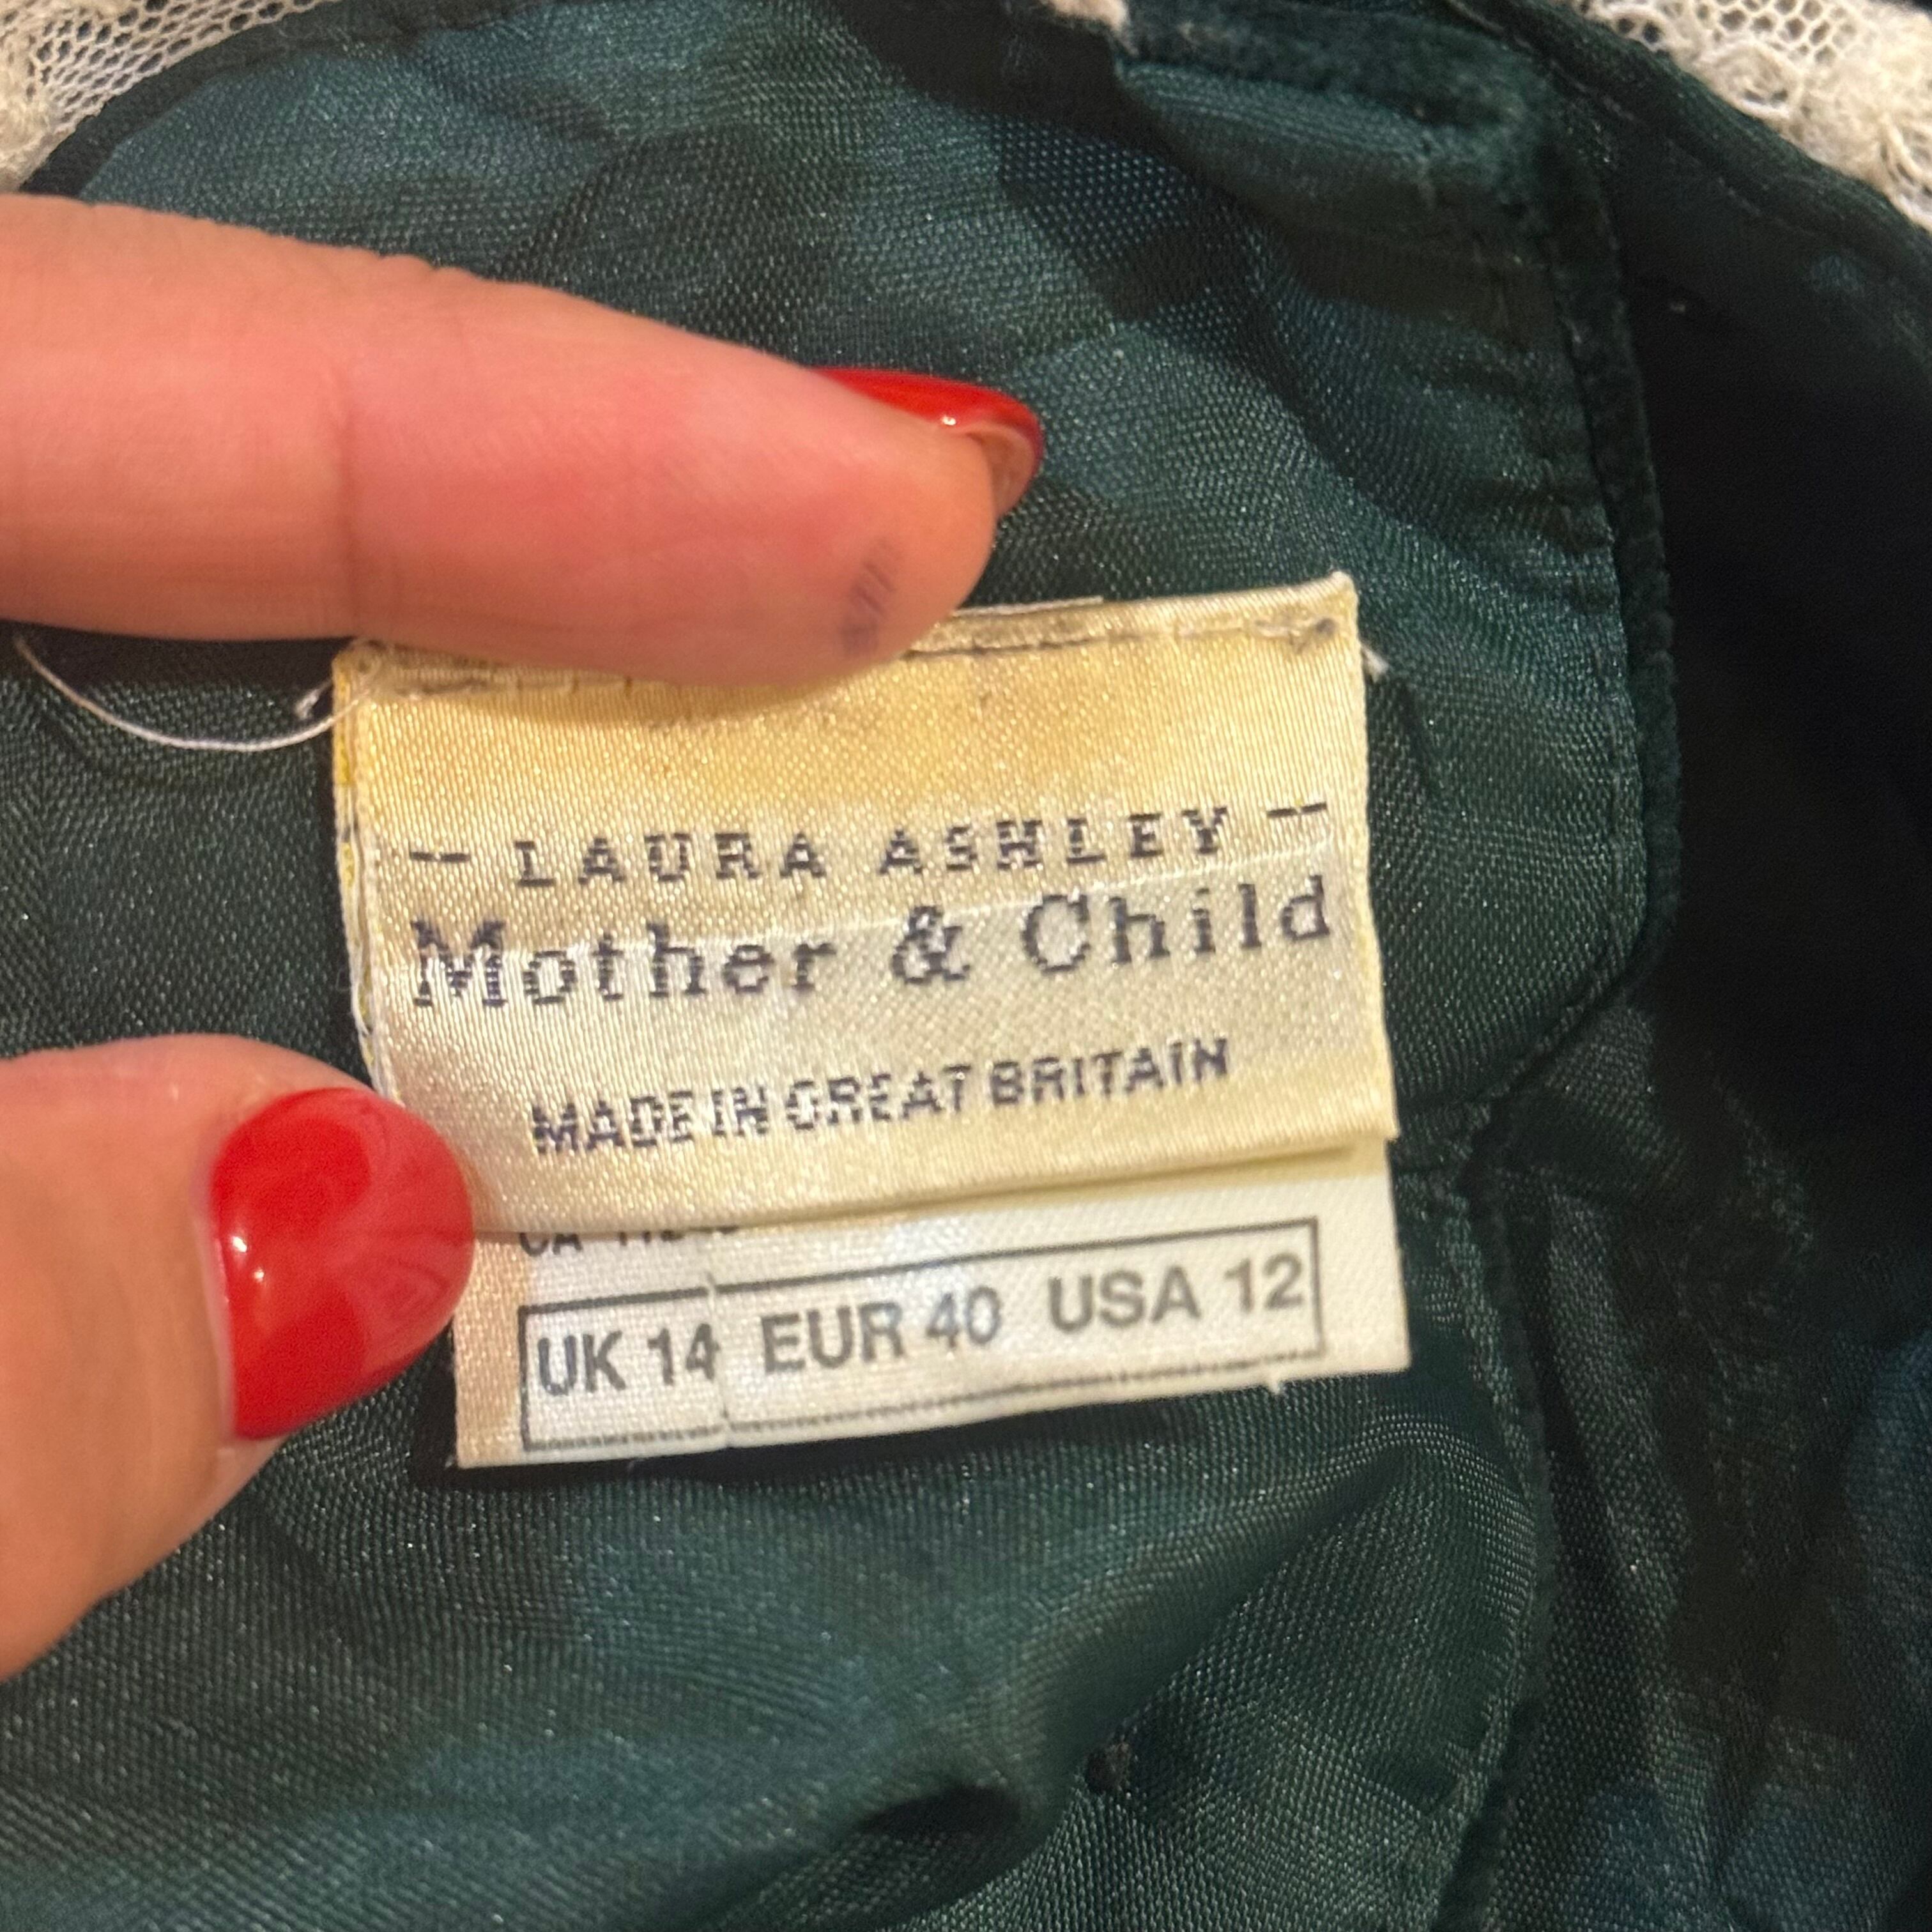 – LAURA ASHLEY –
Mother & Child
MADE IN GREAT BRITAIN
UK 14 EUR 40 USA 12